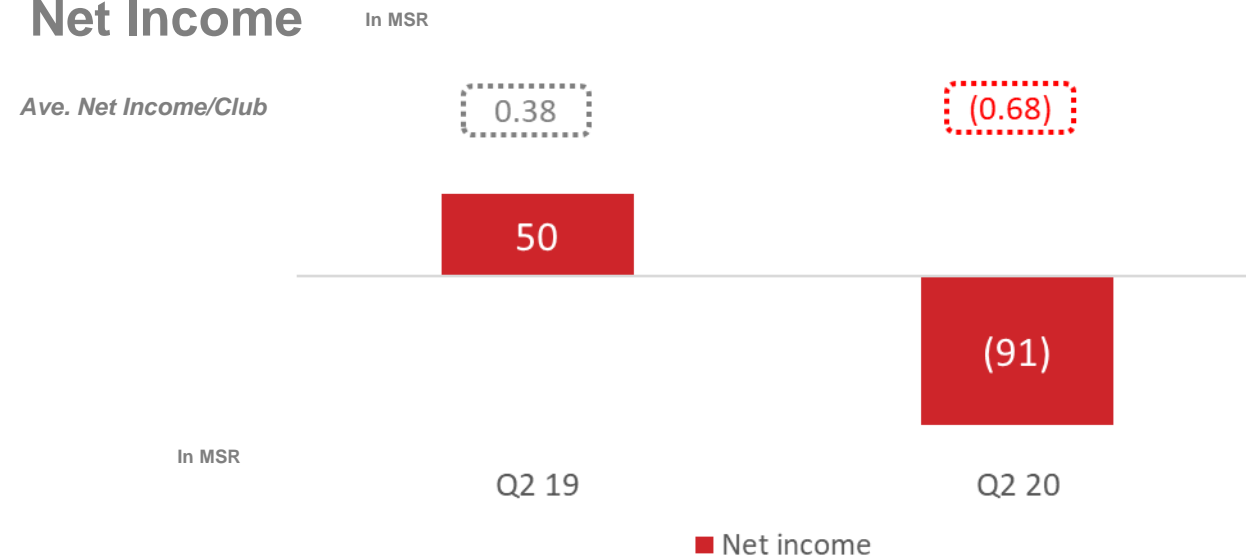 Net Income In MSR
Ave. Net Income/Club 0.38 (0.68)
50
(91)
In MSR
Q2 19 Q2 20
Net income